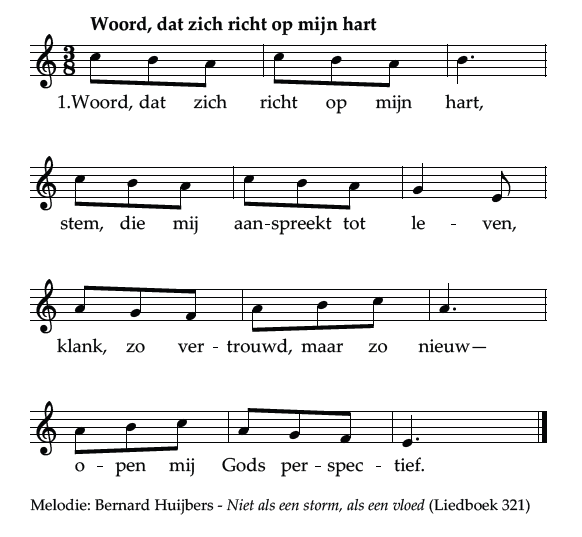 Woord, dat zich richt op mijn hart
3
8
1.Woord, dat zich richt op mijn hart,
stem, die mij aan-spreekt tot le - ven,
klank, zo ver - trouwd, maar zo nieuw—
o - pen mij Gods per - spec - tief.
Melodie: Bernard Huijbers - Niet als een storm, als een vloed (Liedboek 321)